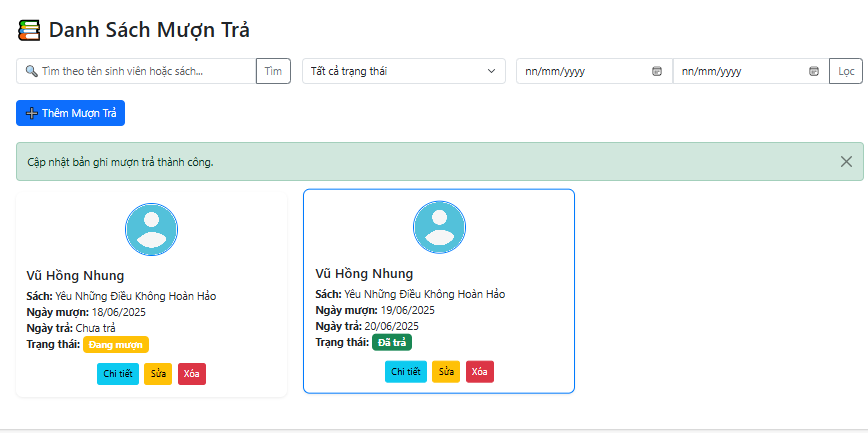 Danh Sách Mượn Trả
Tìm theo tên sinh viên hoặc sách... Tìm Tất cả trạng thái nn/mm/yyyy nn/mm/yyyy Lọc
Thêm Mượn Trả
Cập nhật bản ghi mượn trả thành công.
Vũ Hồng Nhung
Sách: Yêu Những Điều Không Hoàn Hảo
Ngày mượn: 18/06/2025
Ngày trả: Chưa trả
Trạng thái: Đang mượn
Chi tiết Sửa Xóa
Vũ Hồng Nhung
Sách: Yêu Những Điều Không Hoàn Hảo
Ngày mượn: 19/06/2025
Ngày trả: 20/06/2025
Trạng thái: Đã trả
Chi tiết Sửa Xóa